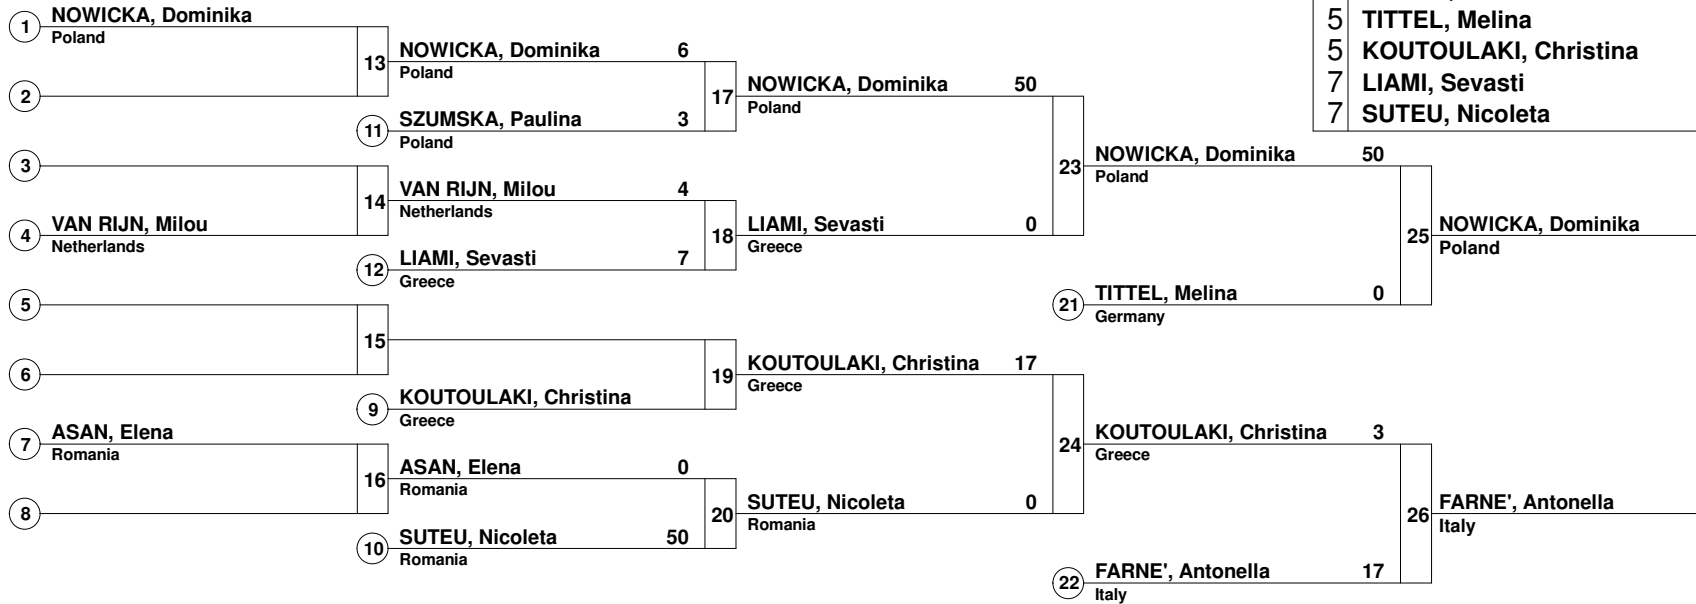 1 NOWICKA, Dominika
Poland
2
3
4 VAN RIJN, Milou
Netherlands
5
6
7 ASAN, Elena
Romania
8
13 NOWICKA, Dominika 6
Poland
11 SZUMSKA, Paulina 3
Poland
14 VAN RIJN, Milou 4
Netherlands
12 LIAMI, Sevasti 7
Greece
15
9 KOUTOULAKI, Christina
Greece
16 ASAN, Elena 0
Romania
10 SUTEU, Nicoleta 50
Romania
17 NOWICKA, Dominika 50
Poland
18 LIAMI, Sevasti 0
Greece
19 KOUTOULAKI, Christina 17
Greece
20 SUTEU, Nicoleta 0
Romania
23 NOWICKA, Dominika 50
Poland
21 TITTEL, Melina 0
Germany
24 KOUTOULAKI, Christina 3
Greece
22 FARNE', Antonella 17
Italy
25 NOWICKA, Dominika
Poland
26 FARNE', Antonella
Italy
5 TITTEL, Melina
5 KOUTOULAKI, Christina
7 LIAMI, Sevasti
7 SUTEU, Nicoleta